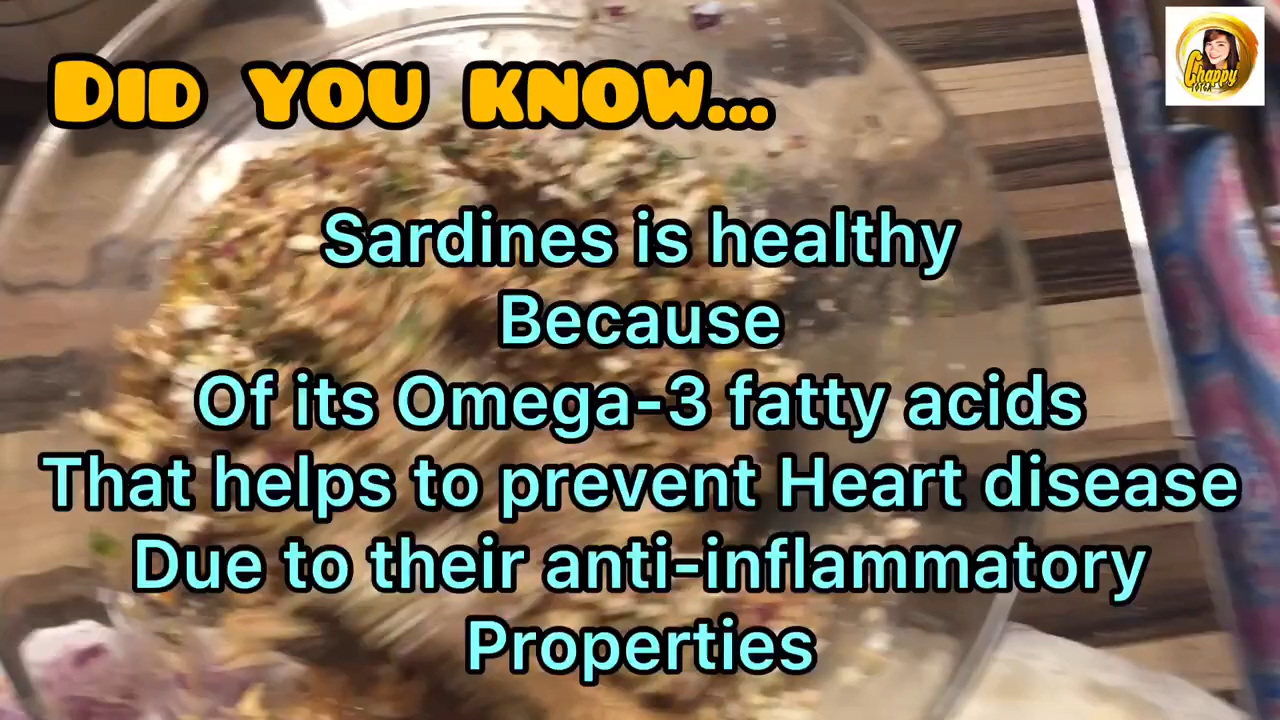 DID YOU KNOW...
Chappy
Sardines is healthy
Because
Of its Omega-3 fatty acids
That helps to prevent Heart disease
Due to their anti-inflammatory
Properties